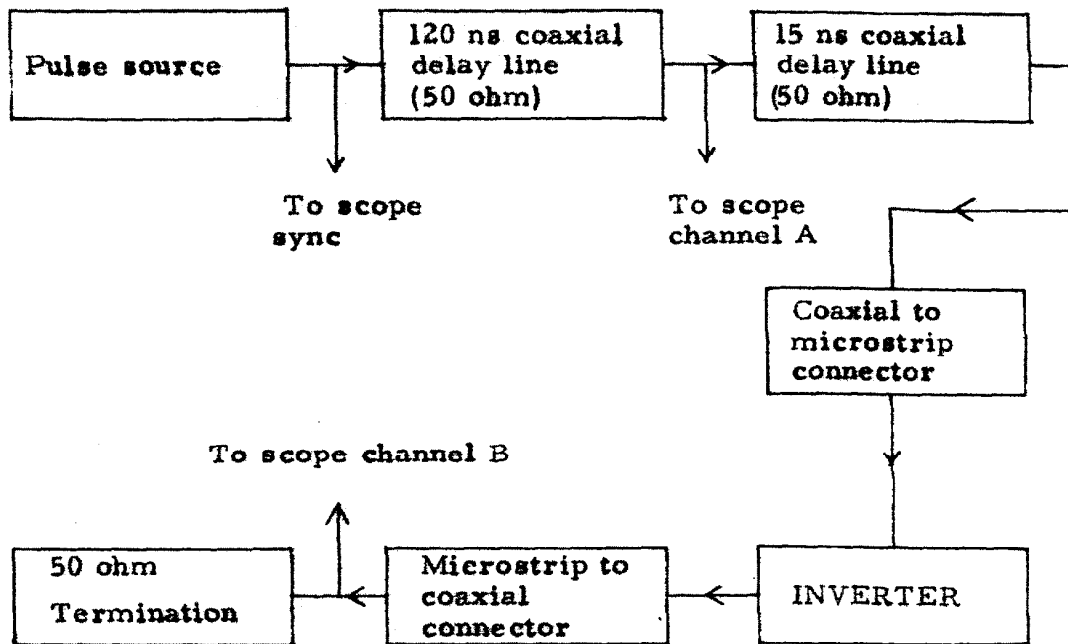 Pulse source
120 ns coaxial
delay line
(50 ohm)
15 ns coaxial
delay line
(50 ohm)
To scope
sync
To scope
channel A
Coaxial to
microstrip
connector
To scope channel B
50 ohm
Termination
Microstrip to
coaxial
connector
INVERTER